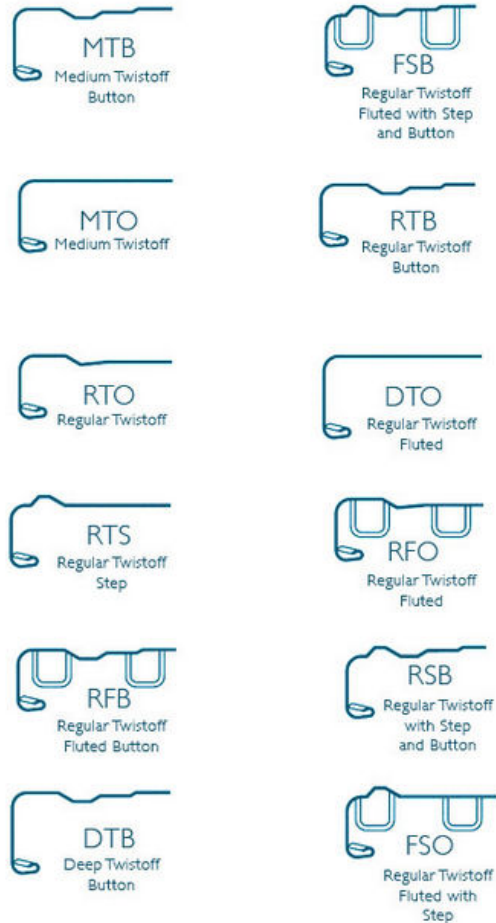 MTB
Medium Twistoff
Button
FSB
Regular Twistoff
Fluted with Step
and Button
MTO
Medium Twistoff
RTB
Regular Twistoff
Button
RTO
Regular Twistoff
DTO
Regular Twistoff
Fluted
RTS
Regular Twistoff
Step
RFO
Regular Twistoff
Fluted
RFB
Regular Twistoff
Fluted Button
RSB
Regular Twistoff
with Step
and Button
DTB
Deep Twistoff
Button
FSO
Regular Twistoff
Fluted with
Step